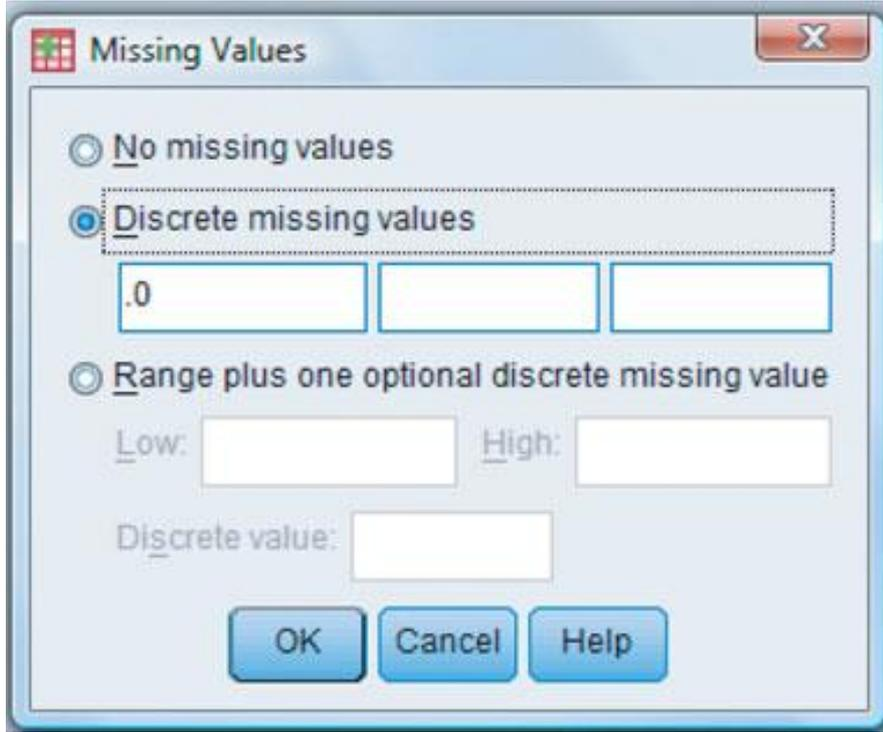 Missing Values
No missing values
Discrete missing values
.0
Range plus one optional discrete missing value
Low: High:
Discrete value:
OK Cancel Help